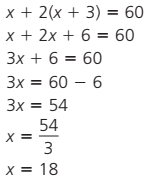 x + 2(x + 3) = 60
x + 2x + 6 = 60
3x + 6 = 60
3x = 60 − 6
3x = 54
x = 54/3
x = 18